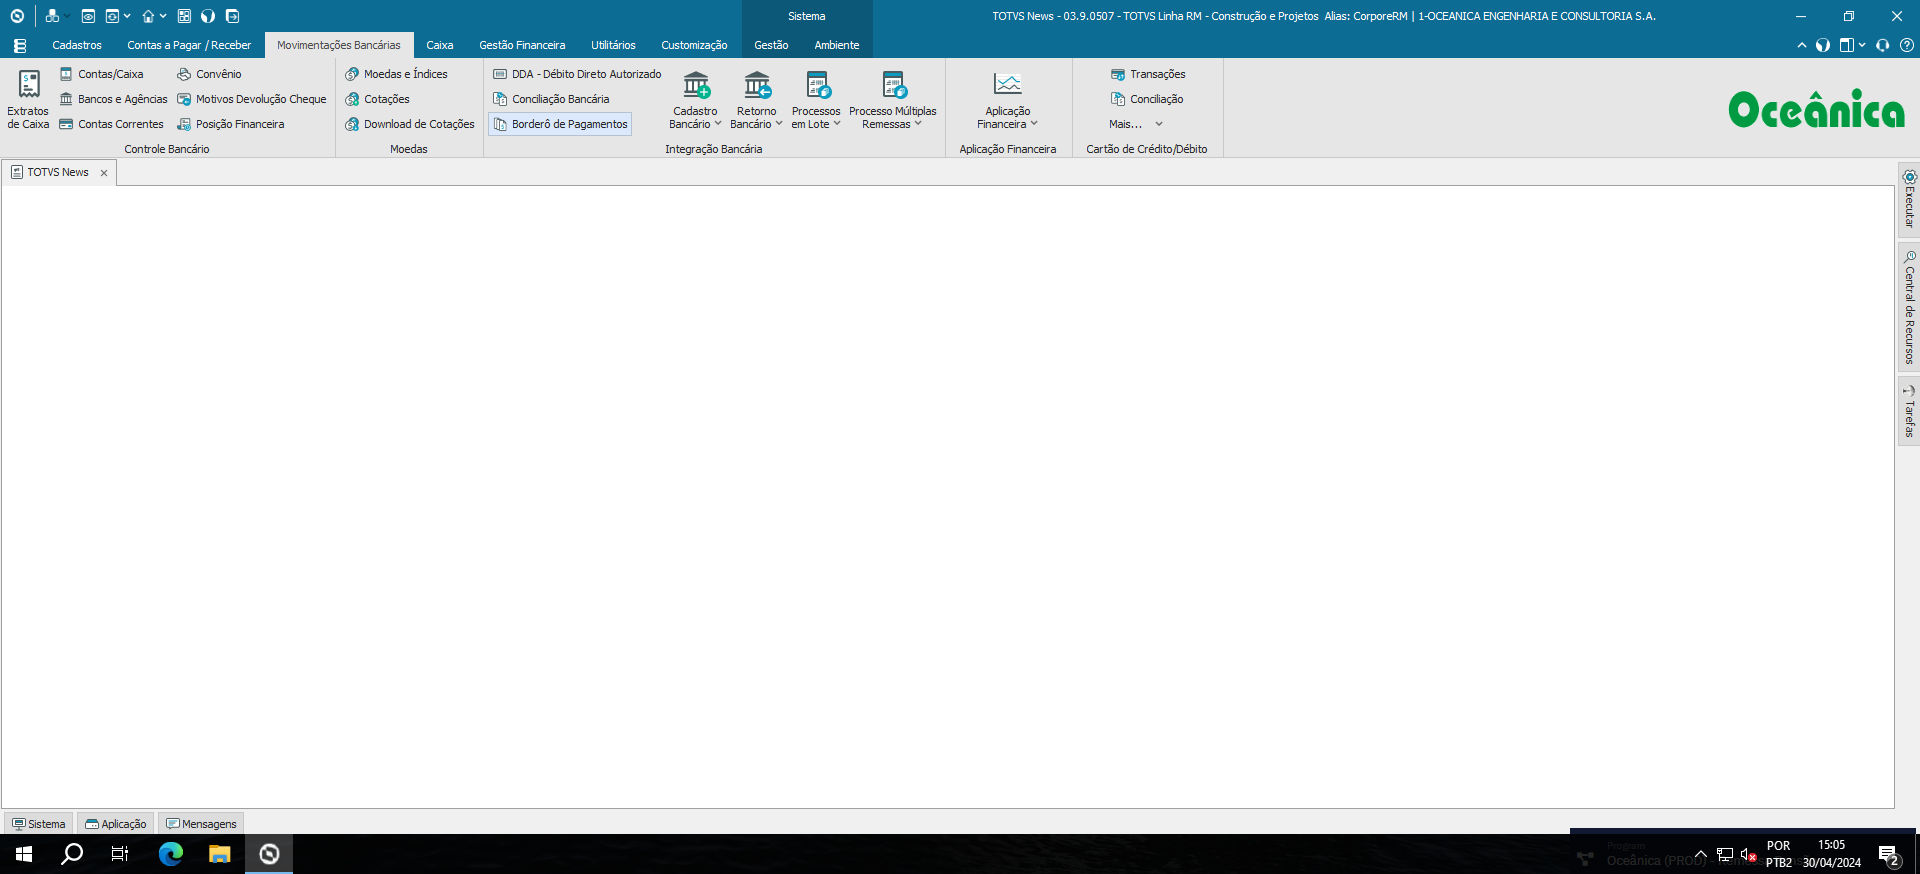 Sistema
TOTVS News - 03.9.0507 - TOTVS Linha RM - Construção e Projetos Alias: CorporeRM | 1-OCEANICA ENGENHARIA E CONSULTORIA S.A.
Cadastros
Contas a Pagar / Receber
Movimentações Bancárias
Caixa
Gestão Financeira
Utilitários
Customização
Gestão
Ambiente
Extratos
de Caixa
Contas/Caixa
Bancos e Agências
Contas Correntes
Convênio
Motivos Devolução Cheque
Posição Financeira
Controle Bancário
Moedas e Índices
Cotações
Download de Cotações
Moedas
DDA - Débito Direto Autorizado
Conciliação Bancária
Borderô de Pagamentos
Cadastro
Bancário
Retorno
Bancário
Processos
em Lote
Processo Múltiplas
Remessas
Integração Bancária
Aplicação
Financeira
Aplicação Financeira
Transações
Conciliação
Mais...
Cartão de Crédito/Débito
Oceânica
TOTVS News
Executar
Central de Recursos
Tarefas
Sistema
Aplicação
Mensagens
Program
Oceânica (PROD)
POR
PTB2
15:05
30/04/2024
2